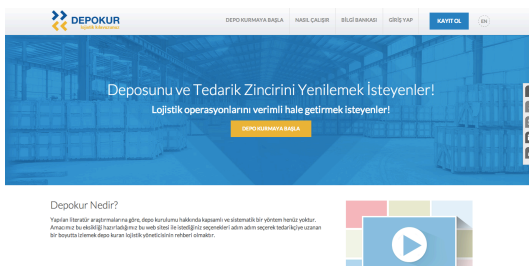 DEPOKUR
DEPO KURMAYA BAŞLA NASIL ÇALIŞIR BİLGİ BANKASI GİRİŞ YAP KAYIT OL EN
Deposunu ve Tedarik Zincirini Yenilemek İsteyenler!
Lojistik operasyonlarını verimli hale getirmek isteyenler!
DEPO KURMAYA BAŞLA
Depokur Nedir?
Yapılan literatür araştırmalarına göre, depo kurulumu hakkında kapsamlı ve sistematik bir yöntem henüz yoktur.
Amacımız bu eksikliği hazırladığımız bu web sitesi ile istediğiniz seçenekleri adım adım seçerek tedarikçiye uzanan
bir boyutta izlemek depo kuran lojistik yöneticisinin rehberi olmaktır.